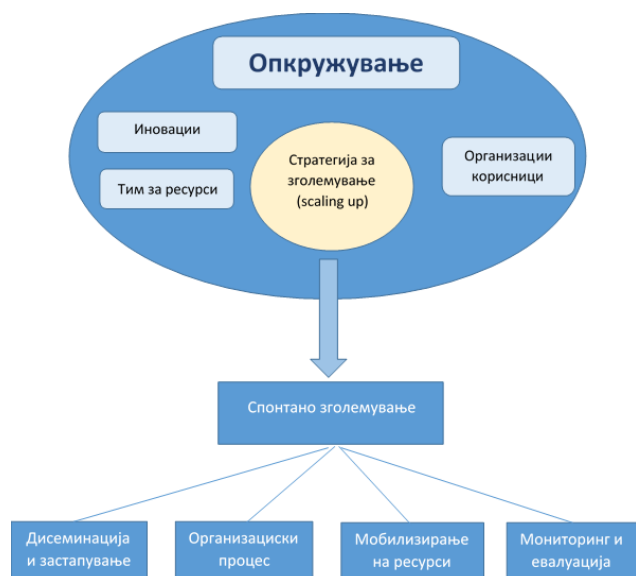 Опкружување
Иновации
Тим за ресурси
Стратегија за
зголемување
(scaling up)
Организации
корисници
Спонтано зголемување
Дисеминација
и застапување
Организациски
процес
Мобилизирање
на ресурси
Мониторинг и
евалуација